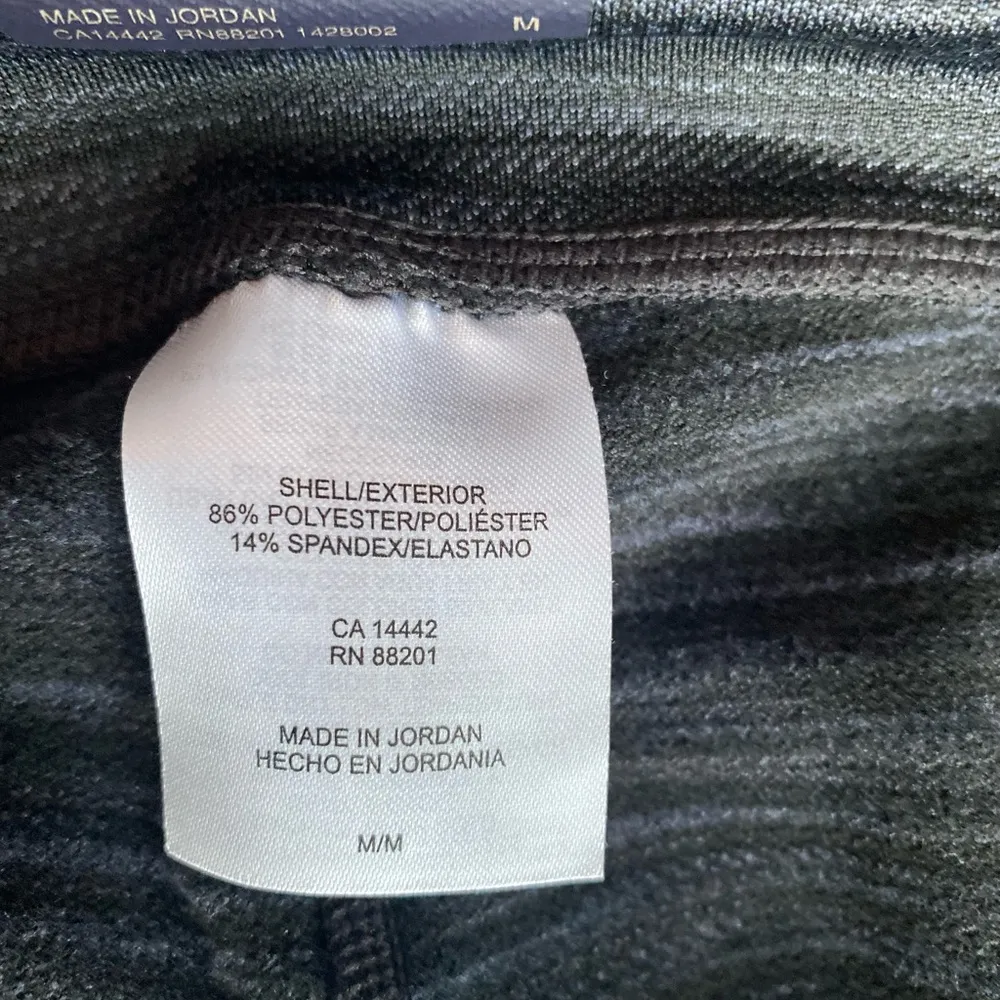 MADE IN JORDAN M
CA14442 RN88201 1428002
SHELL/EXTERIOR
86% POLYESTER/POLIÉSTER
14% SPANDEX/ELASTANO
CA 14442
RN 88201
MADE IN JORDAN
HECHO EN JORDANIA
M/M